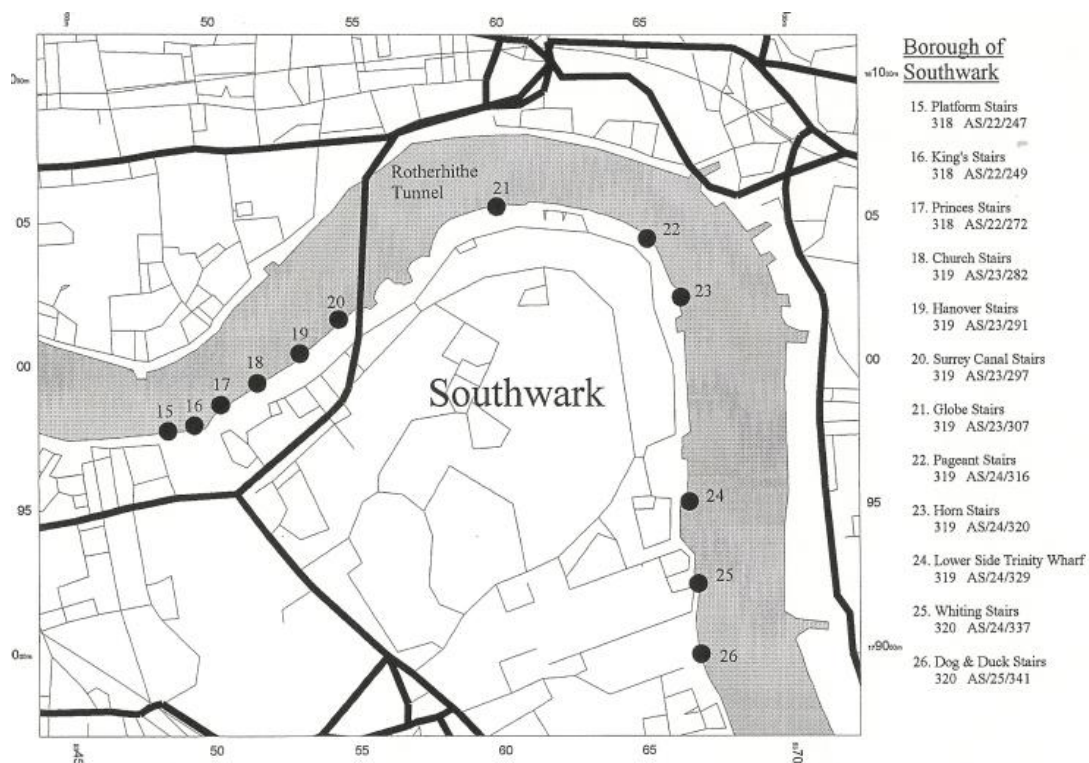 50 55 60 65
Borough of
Southwark
15. Platform Stairs
318 AS/22/247
16. King's Stairs
318 AS/22/249
17. Princes Stairs
318 AS/22/272
18. Church Stairs
319 AS/23/282
19. Hanover Stairs
319 AS/23/291
20. Surrey Canal Stairs
319 AS/23/297
21. Globe Stairs
319 AS/23/307
22. Pageant Stairs
319 AS/24/316
23. Horn Stairs
319 AS/24/320
24. Lower Side Trinity Wharf
319 AS/24/329
25. Whiting Stairs
320 AS/24/337
26. Dog & Duck Stairs
320 AS/25/341
Rotherhithe
Tunnel
21
22
23
20
19
18
17
16
15
Southwark
24
25
26
05
00
95
05
00
95
50 55 60 65